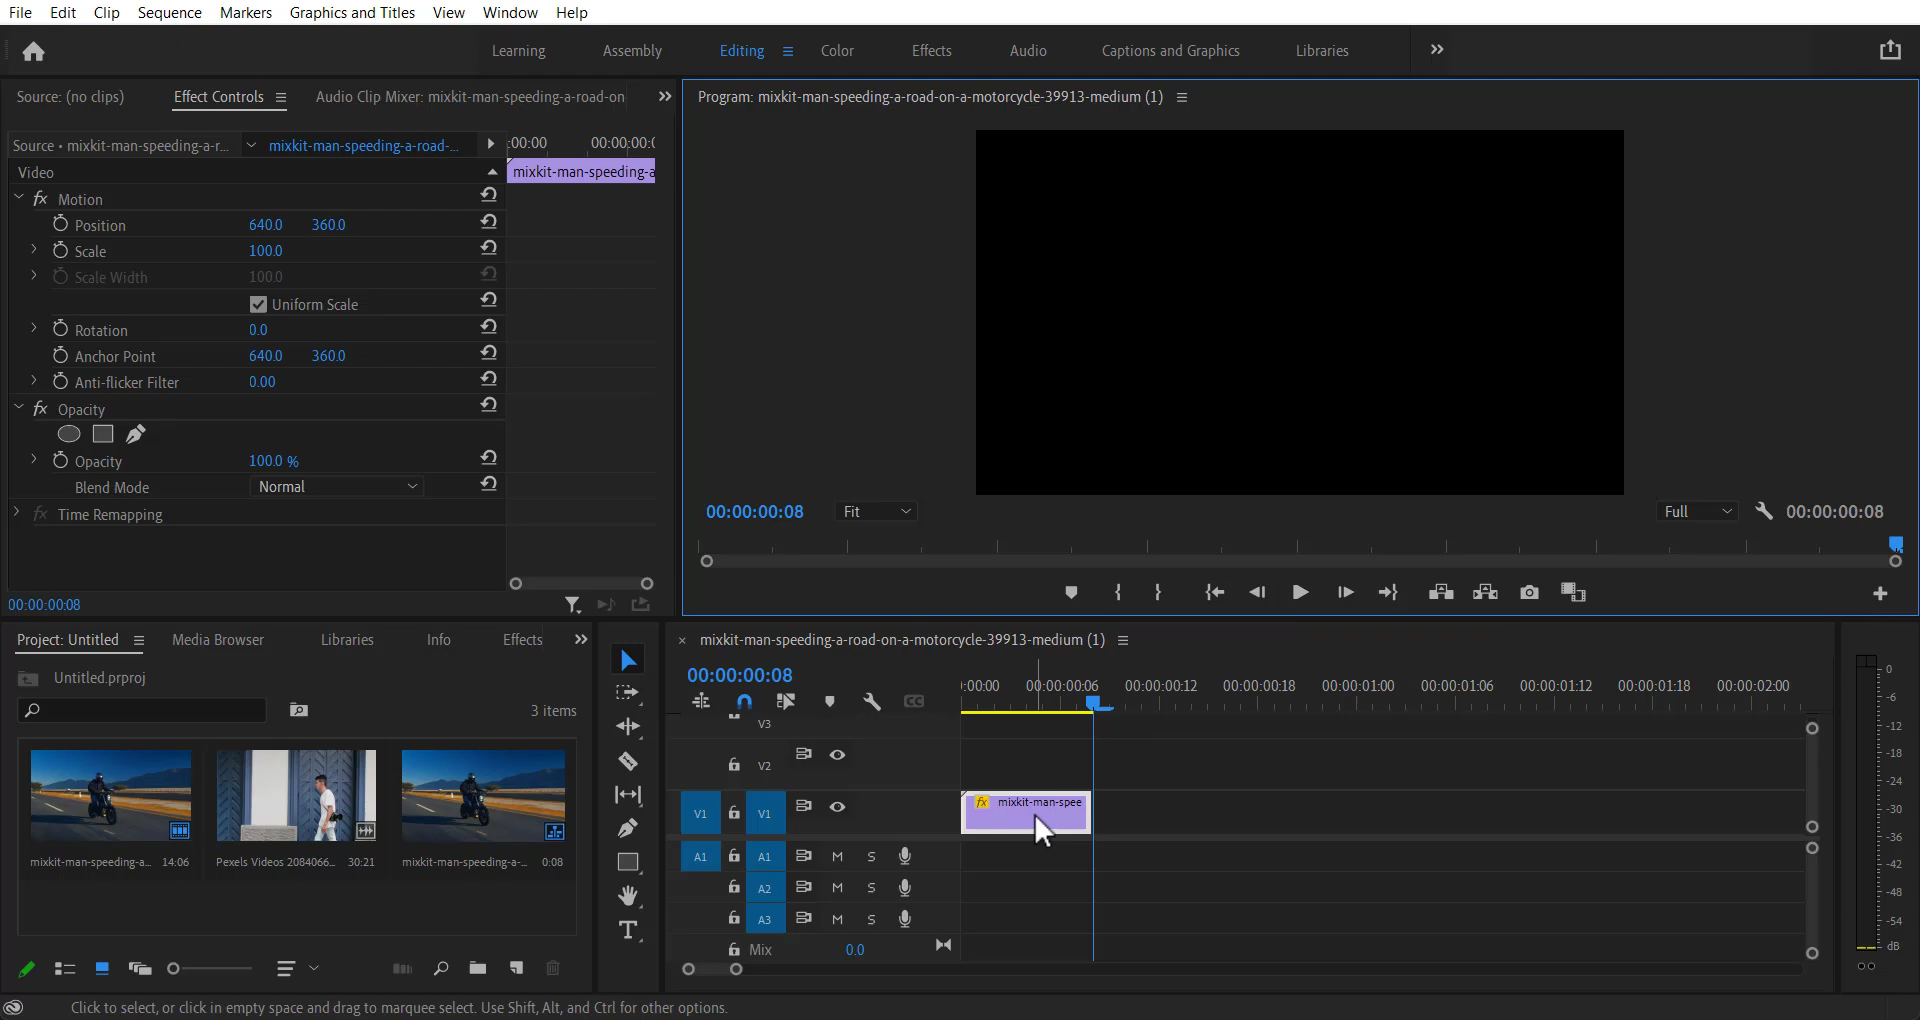 File Edit Clip Sequence Markers Graphics and Titles View Window Help
Learning Assembly Editing Color Effects Audio Captions and Graphics Libraries
Source: (no clips) Effect Controls Audio Clip Mixer: mixkit-man-speeding-a-road-on
Program: mixkit-man-speeding-a-road-on-a-motorcycle-39913-medium (1)
Source • mixkit-man-speeding-a-r... mixkit-man-speeding-a-road-... :00:00 00:00:00:0
Video mixkit-man-speeding-a
fx Motion
Position 640.0 360.0
Scale 100.0
Scale Width 100.0
Uniform Scale
Rotation 0.0
Anchor Point 640.0 360.0
Anti-flicker Filter 0.00
fx Opacity
Opacity 100.0 %
Blend Mode Normal
fx Time Remapping
00:00:00:08
00:00:00:08 Fit Full 00:00:00:08
Project: Untitled Media Browser Libraries Info Effects
Untitled.prproj
3 items
mixkit-man-speeding-a... 14:06 Pexels Videos 2084066... 30:21 mixkit-man-speeding-a-... 0:08
mixkit-man-speeding-a-road-on-a-motorcycle-39913-medium (1)
00:00:00:08
:00:00 00:00:00:06 00:00:00:12 00:00:00:18 00:00:01:00 00:00:01:06 00:00:01:12 00:00:01:18 00:00:02:00
V3
V2
V1 V1 fx mixkit-man-spee
A1 A1 M S
A2 M S
A3 M S
Mix 0.0
0
-6
-12
-18
-24
-30
-36
-42
-48
-54
dB
Click to select, or click in empty space and drag to marquee select. Use Shift, Alt, and Ctrl for other options.